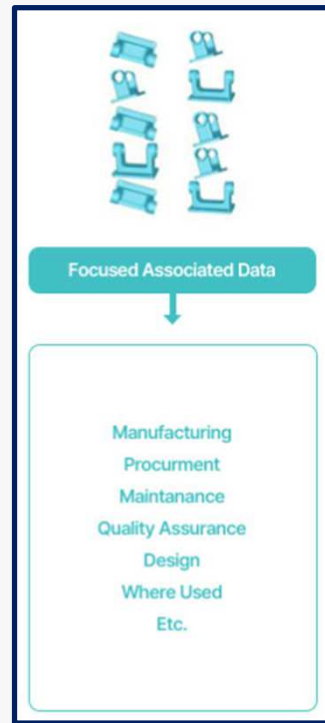 Focused Associated Data
Manufacturing
Procurment
Maintanance
Quality Assurance
Design
Where Used
Etc.